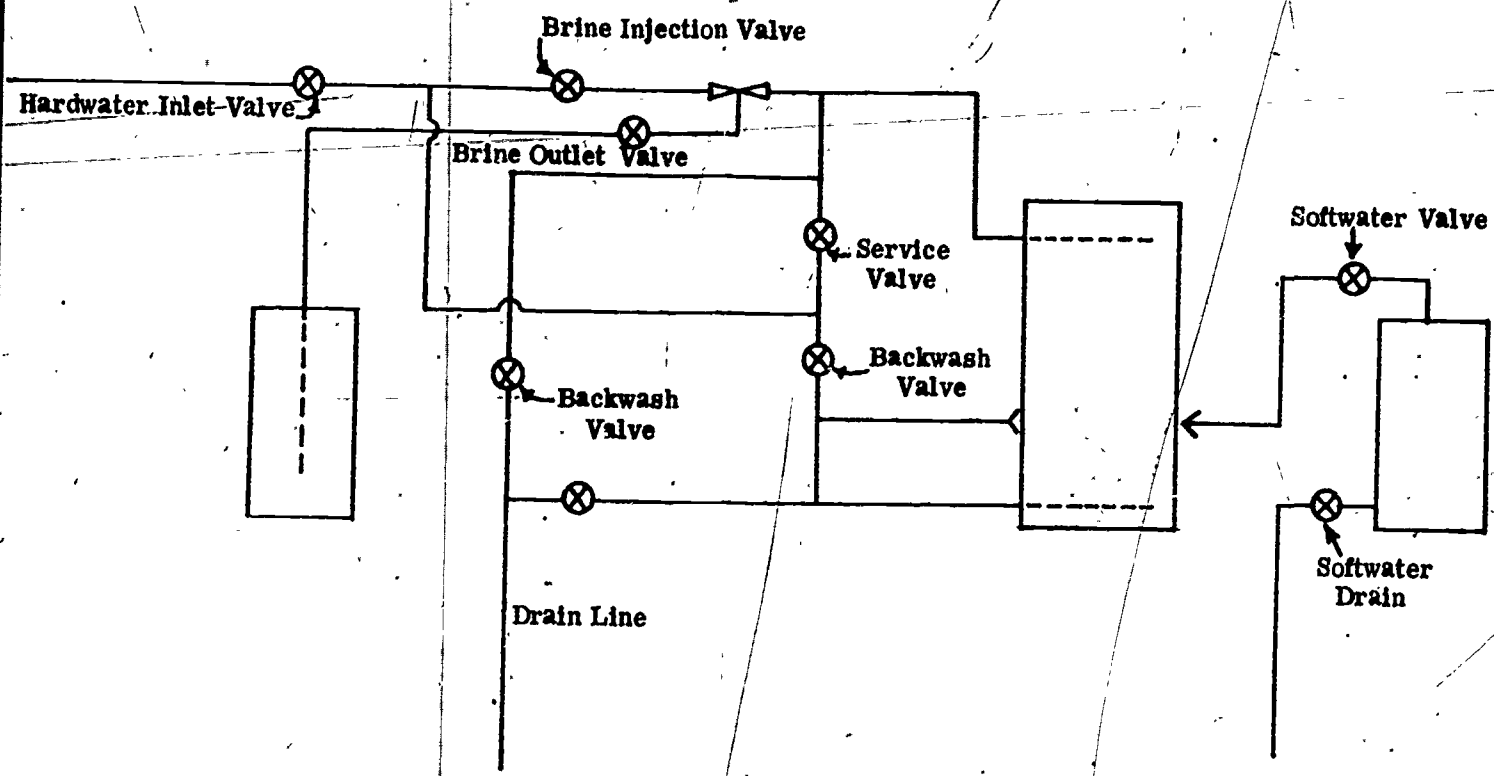 Brine Injection Valve
Hardwater Inlet Valve
Brine Outlet Valve
Softwater Valve
Service
Valve
Backwash
Valve
Backwash
Valve
Softwater
Drain
Drain Line